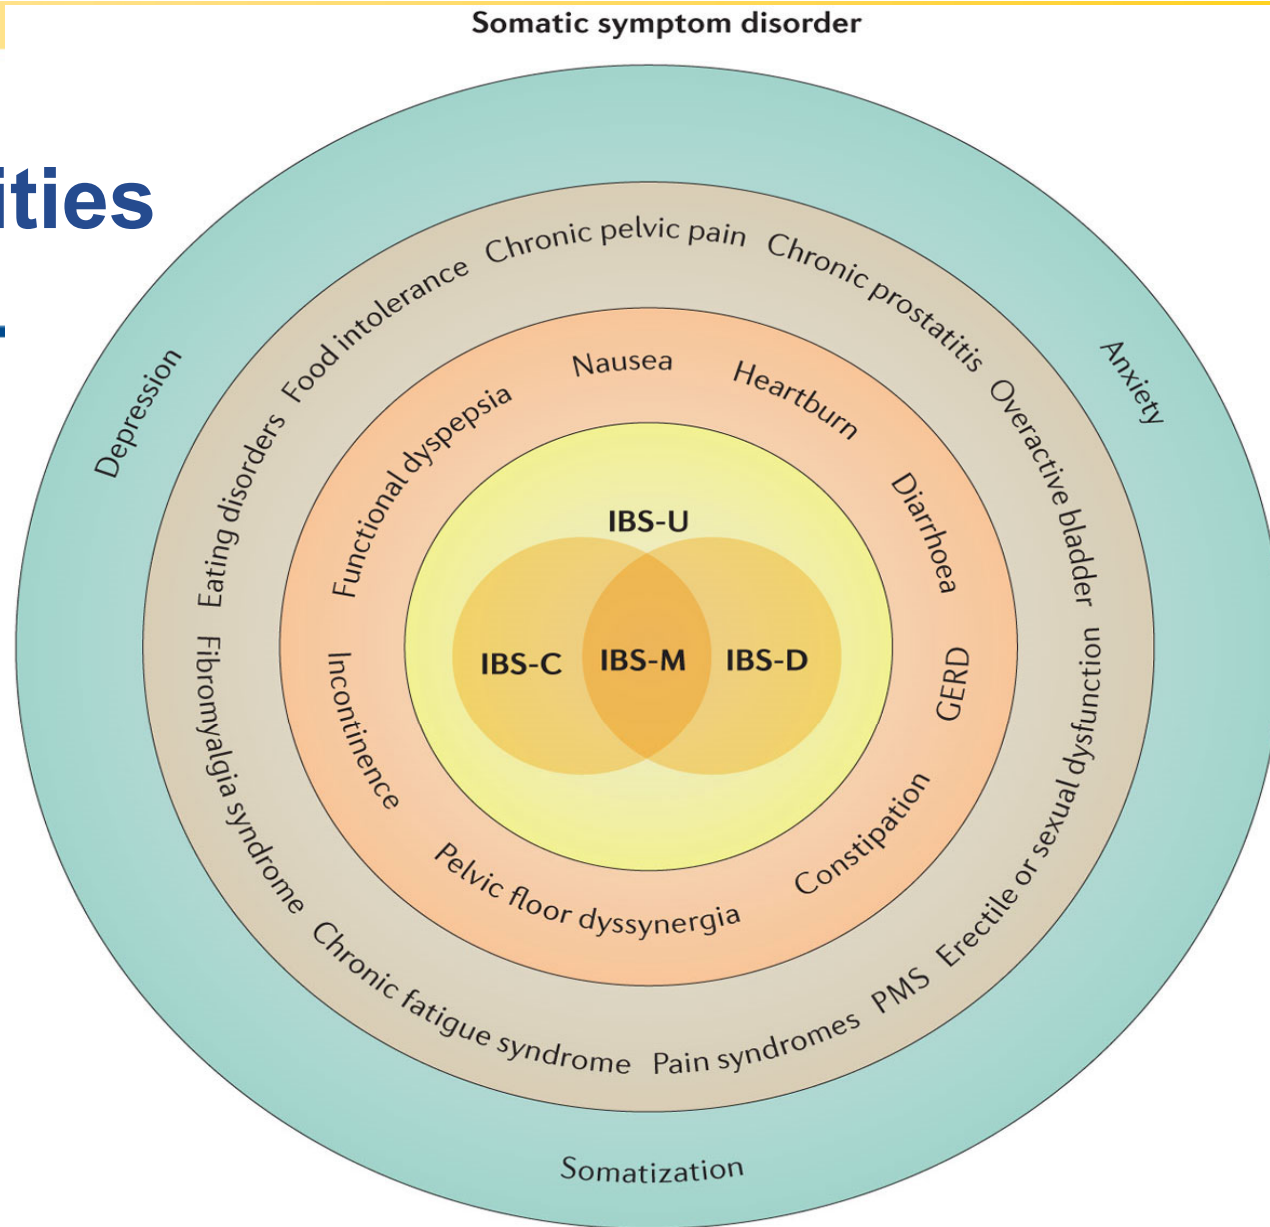 Somatic symptom disorder
ities
Depression
Anxiety
Somatization
Chronic pelvic pain
Chronic prostatitis
Overactive bladder
Erectile or sexual dysfunction
PMS
Pain syndromes
Chronic fatigue syndrome
Fibromyalgia syndrome
Eating disorders
Food intolerance
Nausea
Heartburn
Diarrhoea
GERD
Constipation
Pelvic floor dyssynergia
Incontinence
Functional dyspepsia
IBS-U
IBS-C
IBS-M
IBS-D